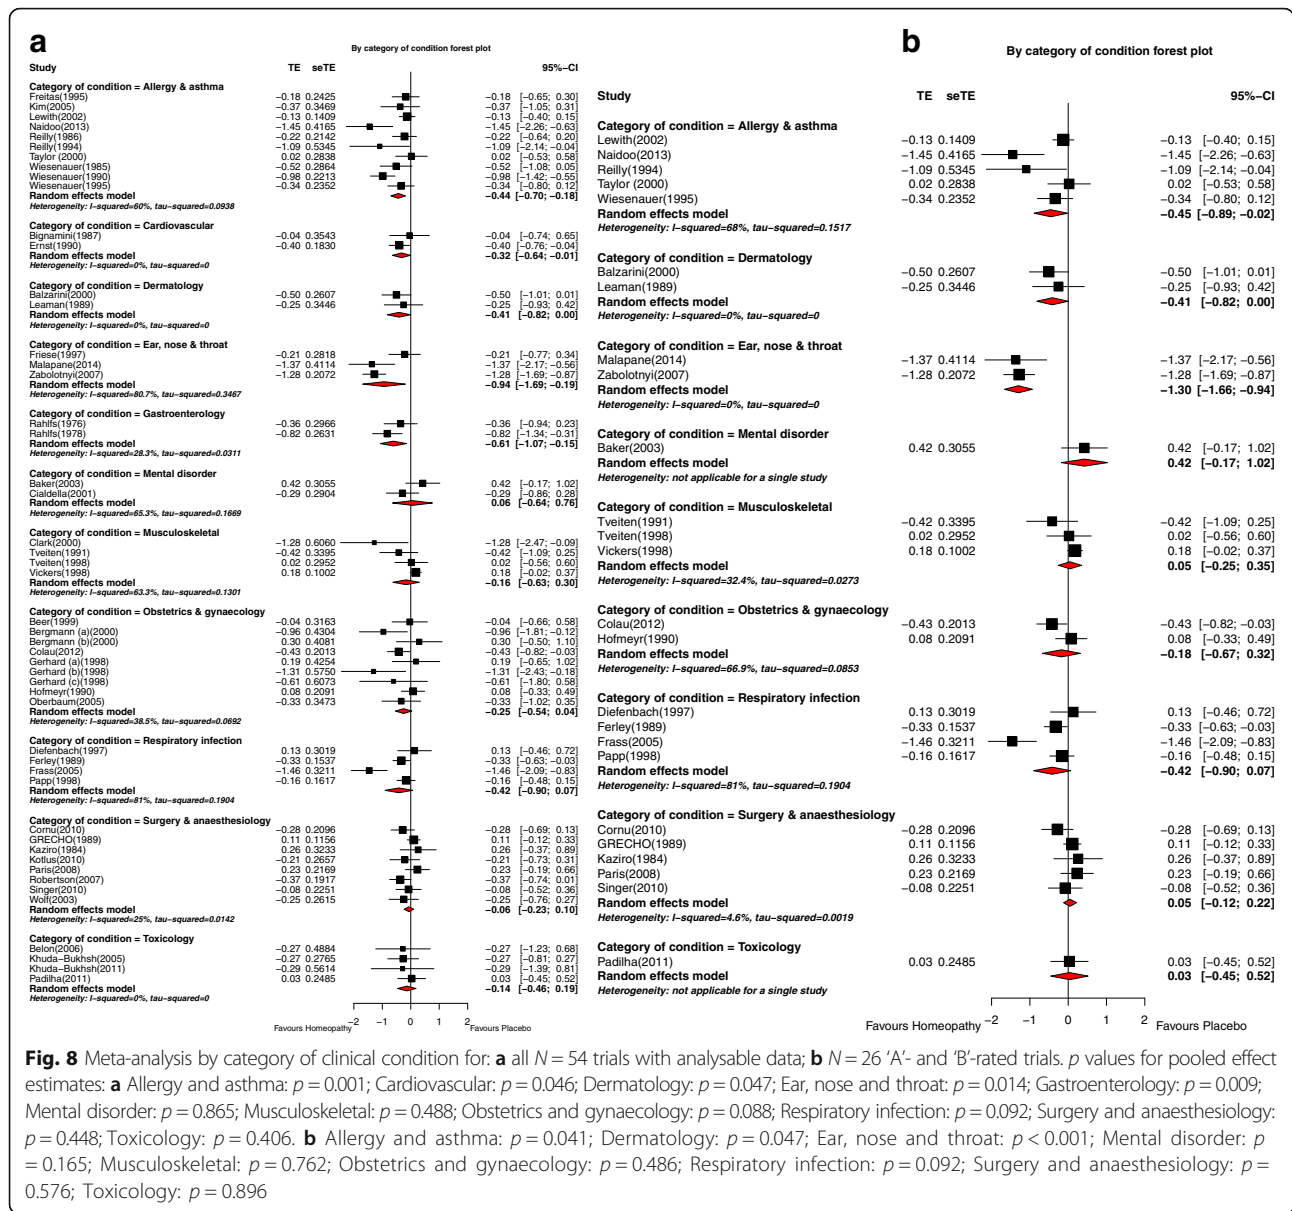 a
By category of condition forest plot
Study TE seTE 95%−CI
Category of condition = Allergy & asthma
Freitas(1995) −0.18 0.2425 −0.18 [−0.65; 0.30]
Kim(2005) −0.37 0.3469 −0.37 [−1.05; 0.31]
Lewith(2002) −0.13 0.1409 −0.13 [−0.40; 0.15]
Naidoo(2013) −1.45 0.4165 −1.45 [−2.26; −0.63]
Reilly(1986) −0.22 0.2142 −0.22 [−0.64; 0.20]
Reilly(1994) −1.09 0.5345 −1.09 [−2.14; −0.04]
Taylor (2000) 0.02 0.2838 0.02 [−0.53; 0.58]
Wiesenauer(1985) −0.52 0.2864 −0.52 [−1.08; 0.05]
Wiesenauer(1990) −0.98 0.2213 −0.98 [−1.42; −0.55]
Wiesenauer(1995) −0.34 0.2352 −0.34 [−0.80; 0.12]
Random effects model −0.44 [−0.70; −0.18]
Heterogeneity: I−squared=60%, tau−squared=0.0938
Category of condition = Cardiovascular
Bignamini(1987) −0.04 0.3543 −0.04 [−0.74; 0.65]
Ernst(1990) −0.40 0.1830 −0.40 [−0.76; −0.04]
Random effects model −0.32 [−0.64; −0.01]
Heterogeneity: I−squared=0%, tau−squared=0
Category of condition = Dermatology
Balzarini(2000) −0.50 0.2607 −0.50 [−1.01; 0.01]
Leaman(1989) −0.25 0.3446 −0.25 [−0.93; 0.42]
Random effects model −0.41 [−0.82; 0.00]
Heterogeneity: I−squared=0%, tau−squared=0
Category of condition = Ear, nose & throat
Friese(1997) −0.21 0.2818 −0.21 [−0.77; 0.34]
Malapane(2014) −1.37 0.4114 −1.37 [−2.17; −0.56]
Zabolotnyi(2007) −1.28 0.2072 −1.28 [−1.69; −0.87]
Random effects model −0.94 [−1.69; −0.19]
Heterogeneity: I−squared=80.7%, tau−squared=0.3467
Category of condition = Gastroenterology
Rahlfs(1976) −0.36 0.2966 −0.36 [−0.94; 0.23]
Rahlfs(1978) −0.82 0.2631 −0.82 [−1.34; −0.31]
Random effects model −0.61 [−1.07; −0.15]
Heterogeneity: I−squared=28.3%, tau−squared=0.0311
Category of condition = Mental disorder
Baker(2003) 0.42 0.3055 0.42 [−0.17; 1.02]
Cialdella(2001) −0.29 0.2904 −0.29 [−0.86; 0.28]
Random effects model 0.06 [−0.64; 0.76]
Heterogeneity: I−squared=65.3%, tau−squared=0.1669
Category of condition = Musculoskeletal
Clark(2000) −1.28 0.6060 −1.28 [−2.47; −0.09]
Tveiten(1991) −0.42 0.3395 −0.42 [−1.09; 0.25]
Tveiten(1998) 0.02 0.2952 0.02 [−0.56; 0.60]
Vickers(1998) 0.18 0.1002 0.18 [−0.02; 0.37]
Random effects model −0.16 [−0.63; 0.30]
Heterogeneity: I−squared=63.3%, tau−squared=0.1301
Category of condition = Obstetrics & gynaecology
Beer(1999) −0.04 0.3163 −0.04 [−0.66; 0.58]
Bergmann (a)(2000) −0.96 0.4304 −0.96 [−1.81; −0.12]
Bergmann (b)(2000) 0.30 0.4081 0.30 [−0.50; 1.10]
Colau(2012) −0.43 0.2013 −0.43 [−0.82; −0.03]
Gerhard (a)(1998) 0.19 0.4254 0.19 [−0.65; 1.02]
Gerhard (b)(1998) −1.31 0.5750 −1.31 [−2.43; −0.18]
Gerhard (c)(1998) −0.61 0.6073 −0.61 [−1.80; 0.58]
Hofmeyr(1990) 0.08 0.2091 0.08 [−0.33; 0.49]
Oberbaum(2005) −0.33 0.3473 −0.33 [−1.02; 0.35]
Random effects model −0.25 [−0.54; 0.04]
Heterogeneity: I−squared=38.5%, tau−squared=0.0692
Category of condition = Respiratory infection
Diefenbach(1997) 0.13 0.3019 0.13 [−0.46; 0.72]
Ferley(1989) −0.33 0.1537 −0.33 [−0.63; −0.03]
Frass(2005) −1.46 0.3211 −1.46 [−2.09; −0.83]
Papp(1998) −0.16 0.1617 −0.16 [−0.48; 0.15]
Random effects model −0.42 [−0.90; 0.07]
Heterogeneity: I−squared=81%, tau−squared=0.1904
Category of condition = Surgery & anaesthesiology
Cornu(2010) −0.28 0.2096 −0.28 [−0.69; 0.13]
GRECHO(1989) 0.11 0.1156 0.11 [−0.12; 0.33]
Kaziro(1984) 0.26 0.3233 0.26 [−0.37; 0.89]
Kotlus(2010) −0.21 0.2657 −0.21 [−0.73; 0.31]
Paris(2008) 0.23 0.2169 0.23 [−0.19; 0.66]
Robertson(2007) −0.37 0.1917 −0.37 [−0.74; 0.01]
Singer(2010) −0.08 0.2251 −0.08 [−0.52; 0.36]
Wolf(2003) −0.25 0.2615 −0.25 [−0.76; 0.27]
Random effects model −0.06 [−0.23; 0.10]
Heterogeneity: I−squared=25%, tau−squared=0.0142
Category of condition = Toxicology
Belon(2006) −0.27 0.4884 −0.27 [−1.23; 0.68]
Khuda−Bukhsh(2005) −0.27 0.2765 −0.27 [−0.81; 0.27]
Khuda−Bukhsh(2011) −0.29 0.5614 −0.29 [−1.39; 0.81]
Padilha(2011) 0.03 0.2485 0.03 [−0.45; 0.52]
Random effects model −0.14 [−0.46; 0.19]
Heterogeneity: I−squared=0%, tau−squared=0
−2 −1 0 1 2
Favours Homeopathy Favours Placebo
b
By category of condition forest plot
Study TE seTE 95%−CI
Category of condition = Allergy & asthma
Lewith(2002) −0.13 0.1409 −0.13 [−0.40; 0.15]
Naidoo(2013) −1.45 0.4165 −1.45 [−2.26; −0.63]
Reilly(1994) −1.09 0.5345 −1.09 [−2.14; −0.04]
Taylor (2000) 0.02 0.2838 0.02 [−0.53; 0.58]
Wiesenauer(1995) −0.34 0.2352 −0.34 [−0.80; 0.12]
Random effects model −0.45 [−0.89; −0.02]
Heterogeneity: I−squared=68%, tau−squared=0.1517
Category of condition = Dermatology
Balzarini(2000) −0.50 0.2607 −0.50 [−1.01; 0.01]
Leaman(1989) −0.25 0.3446 −0.25 [−0.93; 0.42]
Random effects model −0.41 [−0.82; 0.00]
Heterogeneity: I−squared=0%, tau−squared=0
Category of condition = Ear, nose & throat
Malapane(2014) −1.37 0.4114 −1.37 [−2.17; −0.56]
Zabolotnyi(2007) −1.28 0.2072 −1.28 [−1.69; −0.87]
Random effects model −1.30 [−1.66; −0.94]
Heterogeneity: I−squared=0%, tau−squared=0
Category of condition = Mental disorder
Baker(2003) 0.42 0.3055 0.42 [−0.17; 1.02]
Random effects model 0.42 [−0.17; 1.02]
Heterogeneity: not applicable for a single study
Category of condition = Musculoskeletal
Tveiten(1991) −0.42 0.3395 −0.42 [−1.09; 0.25]
Tveiten(1998) 0.02 0.2952 0.02 [−0.56; 0.60]
Vickers(1998) 0.18 0.1002 0.18 [−0.02; 0.37]
Random effects model 0.05 [−0.25; 0.35]
Heterogeneity: I−squared=32.4%, tau−squared=0.0273
Category of condition = Obstetrics & gynaecology
Colau(2012) −0.43 0.2013 −0.43 [−0.82; −0.03]
Hofmeyr(1990) 0.08 0.2091 0.08 [−0.33; 0.49]
Random effects model −0.18 [−0.67; 0.32]
Heterogeneity: I−squared=66.9%, tau−squared=0.0853
Category of condition = Respiratory infection
Diefenbach(1997) 0.13 0.3019 0.13 [−0.46; 0.72]
Ferley(1989) −0.33 0.1537 −0.33 [−0.63; −0.03]
Frass(2005) −1.46 0.3211 −1.46 [−2.09; −0.83]
Papp(1998) −0.16 0.1617 −0.16 [−0.48; 0.15]
Random effects model −0.42 [−0.90; 0.07]
Heterogeneity: I−squared=81%, tau−squared=0.1904
Category of condition = Surgery & anaesthesiology
Cornu(2010) −0.28 0.2096 −0.28 [−0.69; 0.13]
GRECHO(1989) 0.11 0.1156 0.11 [−0.12; 0.33]
Kaziro(1984) 0.26 0.3233 0.26 [−0.37; 0.89]
Paris(2008) 0.23 0.2169 0.23 [−0.19; 0.66]
Singer(2010) −0.08 0.2251 −0.08 [−0.52; 0.36]
Random effects model 0.05 [−0.12; 0.22]
Heterogeneity: I−squared=4.6%, tau−squared=0.0019
Category of condition = Toxicology
Padilha(2011) 0.03 0.2485 0.03 [−0.45; 0.52]
Random effects model 0.03 [−0.45; 0.52]
Heterogeneity: not applicable for a single study
−2 −1 0 1 2
Favours Homeopathy Favours Placebo
Fig. 8 Meta-analysis by category of clinical condition for: a all N = 54 trials with analysable data; b N = 26 ‘A’- and ‘B’-rated trials. p values for pooled effect
estimates: a Allergy and asthma: p = 0.001; Cardiovascular: p = 0.046; Dermatology: p = 0.047; Ear, nose and throat: p = 0.014; Gastroenterology: p = 0.009;
Mental disorder: p = 0.865; Musculoskeletal: p = 0.488; Obstetrics and gynaecology: p = 0.088; Respiratory infection: p = 0.092; Surgery and anaesthesiology:
p = 0.448; Toxicology: p = 0.406. b Allergy and asthma: p = 0.041; Dermatology: p = 0.047; Ear, nose and throat: p < 0.001; Mental disorder: p
= 0.165; Musculoskeletal: p = 0.762; Obstetrics and gynaecology: p = 0.486; Respiratory infection: p = 0.092; Surgery and anaesthesiology: p =
0.576; Toxicology: p = 0.896